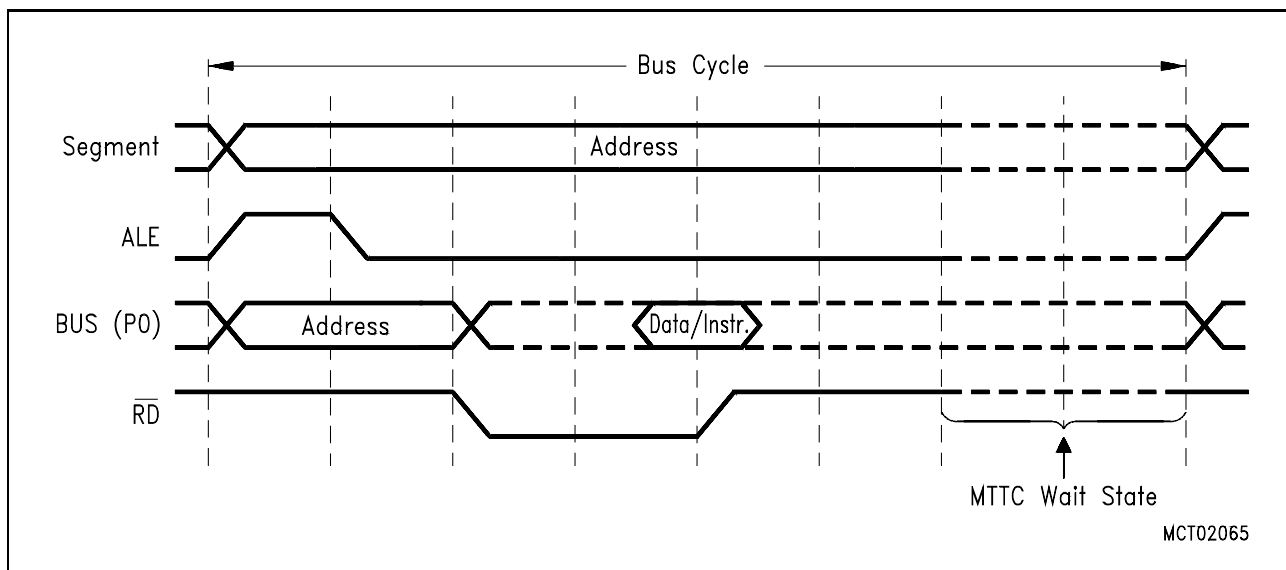 Bus Cycle
Segment
Address
ALE
BUS (P0)
Address
Data/Instr.
RD
MTTC Wait State
MCT02065